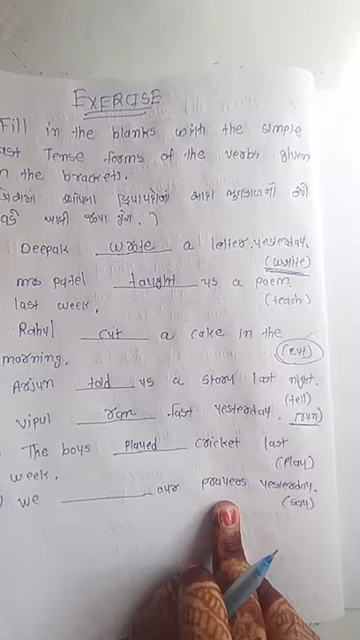 EXERCISE
Fill in the blanks with the simple
ast Tense forms of the verbs given
n the brackets.
Deepak wrote a letter yesterday.
(write)
mrs patel taught us a poem
last week. (teach)
Rahul cut a cake in the
morning. (cut)
Arjun told us a story last night.
(tell)
vipul ran fast yesterday. (run)
The boys played cricket last
week. (Play)
we our prayers yesterday.
(say)